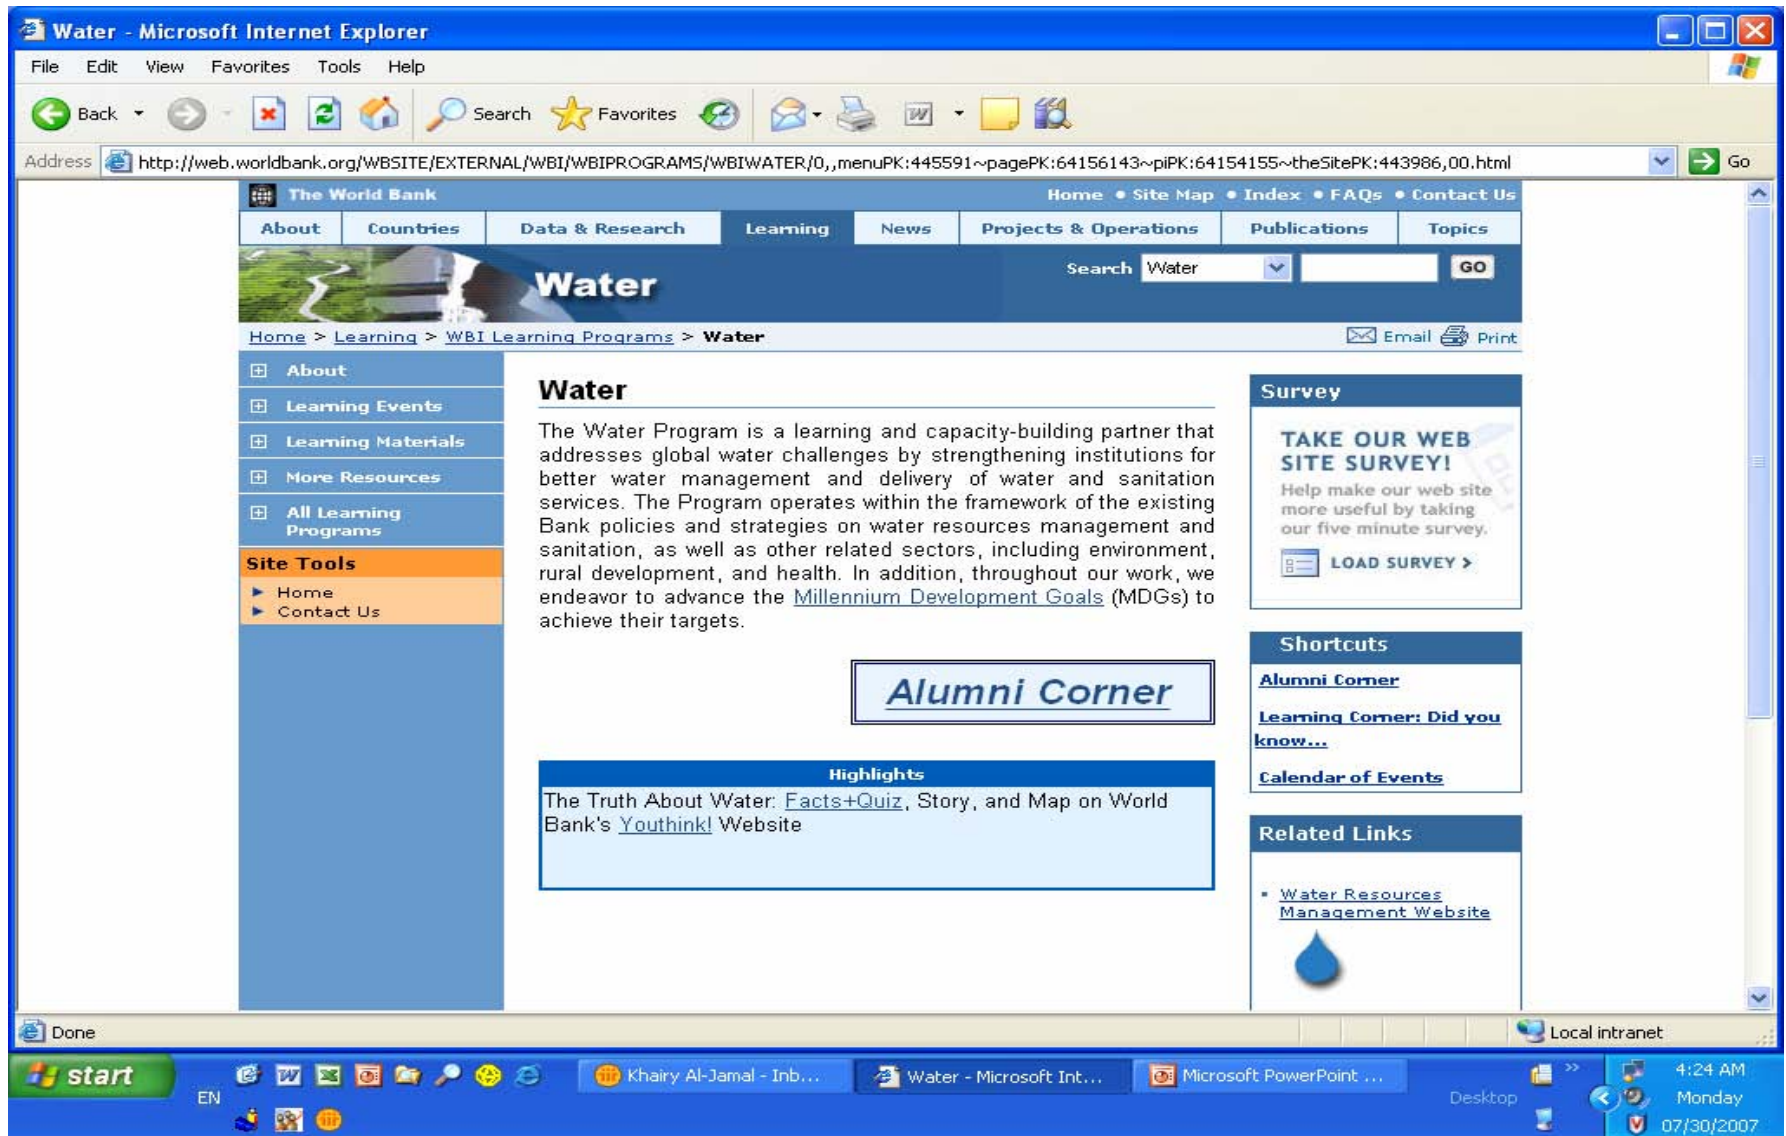 Water - Microsoft Internet Explorer
File Edit View Favorites Tools Help
Back Search Favorites
Address http://web.worldbank.org/WBSITE/EXTERNAL/WBI/WBIPROGRAMS/WBIWATER/0,,menuPK:445591~pagePK:64156143~piPK:64154155~theSitePK:443986,00.html Go
The World Bank Home • Site Map • Index • FAQs • Contact Us
About Countries Data & Research Learning News Projects & Operations Publications Topics
Water Search Water GO
Home > Learning > WBI Learning Programs > Water Email Print
About
Learning Events
Learning Materials
More Resources
All Learning
Programs
Site Tools
Home
Contact Us
Water
The Water Program is a learning and capacity-building partner that
addresses global water challenges by strengthening institutions for
better water management and delivery of water and sanitation
services. The Program operates within the framework of the existing
Bank policies and strategies on water resources management and
sanitation, as well as other related sectors, including environment,
rural development, and health. In addition, throughout our work, we
endeavor to advance the Millennium Development Goals (MDGs) to
achieve their targets.
Alumni Corner
Highlights
The Truth About Water: Facts+Quiz, Story, and Map on World
Bank's Youthink! Website
Survey
TAKE OUR WEB
SITE SURVEY!
Help make our web site
more useful by taking
our five minute survey.
LOAD SURVEY >
Shortcuts
Alumni Corner
Learning Corner: Did you
know...
Calendar of Events
Related Links
Water Resources
Management Website
Done Local intranet
start EN Khairy Al-Jamal - Inb... Water - Microsoft Int... Microsoft PowerPoint ... Desktop
4:24 AM
Monday
07/30/2007